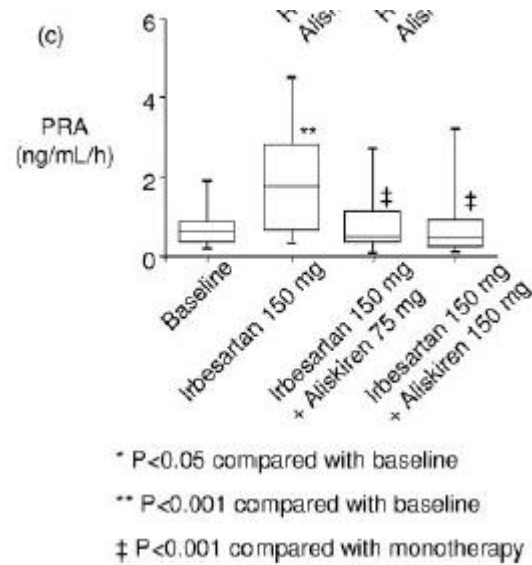 (c)
PRA
(ng/mL/h)
6
4
2
0
**
‡
‡
Baseline
Irbesartan 150 mg
Irbesartan 150 mg
+ Aliskiren 75 mg
Irbesartan 150 mg
+ Aliskiren 150 mg
* P<0.05 compared with baseline
** P<0.001 compared with baseline
‡ P<0.001 compared with monotherapy